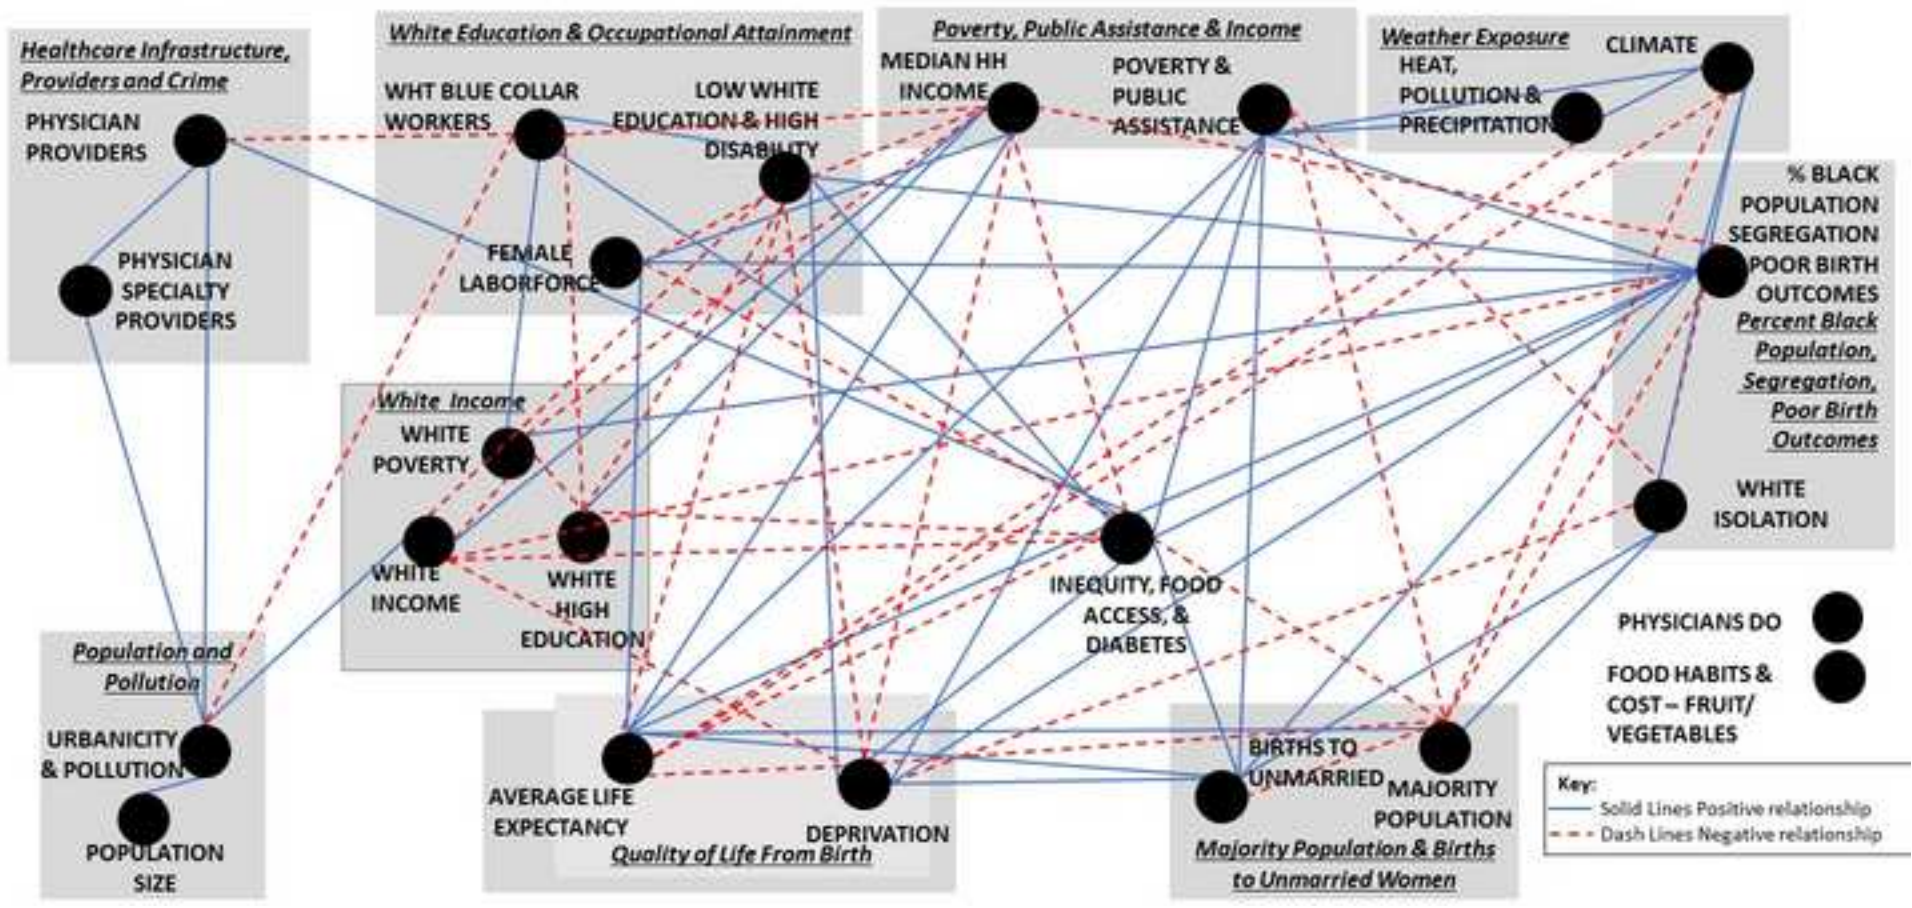 Healthcare Infrastructure,
Providers and Crime
PHYSICIAN
PROVIDERS
PHYSICIAN
SPECIALTY
PROVIDERS
White Education & Occupational Attainment
WHT BLUE COLLAR
WORKERS
LOW WHITE
EDUCATION & HIGH
DISABILITY
FEMALE
LABORFORCE
Poverty, Public Assistance & Income
MEDIAN HH
INCOME
POVERTY &
PUBLIC
ASSISTANCE
Weather Exposure
CLIMATE
HEAT,
POLLUTION &
PRECIPITATION
% BLACK
POPULATION
SEGREGATION
POOR BIRTH
OUTCOMES
Percent Black
Population,
Segregation,
Poor Birth
Outcomes
WHITE
ISOLATION
White Income
WHITE
POVERTY
WHITE
INCOME
WHITE
HIGH
EDUCATION
INEQUITY, FOOD
ACCESS, &
DIABETES
Population and
Pollution
URBANICITY
& POLLUTION
POPULATION
SIZE
AVERAGE LIFE
EXPECTANCY
DEPRIVATION
Quality of Life From Birth
BIRTHS TO
UNMARRIED
MAJORITY
POPULATION
Majority Population & Births
to Unmarried Women
PHYSICIANS DO
FOOD HABITS &
COST – FRUIT/
VEGETABLES
Key:
Solid Lines Positive relationship
Dash Lines Negative relationship